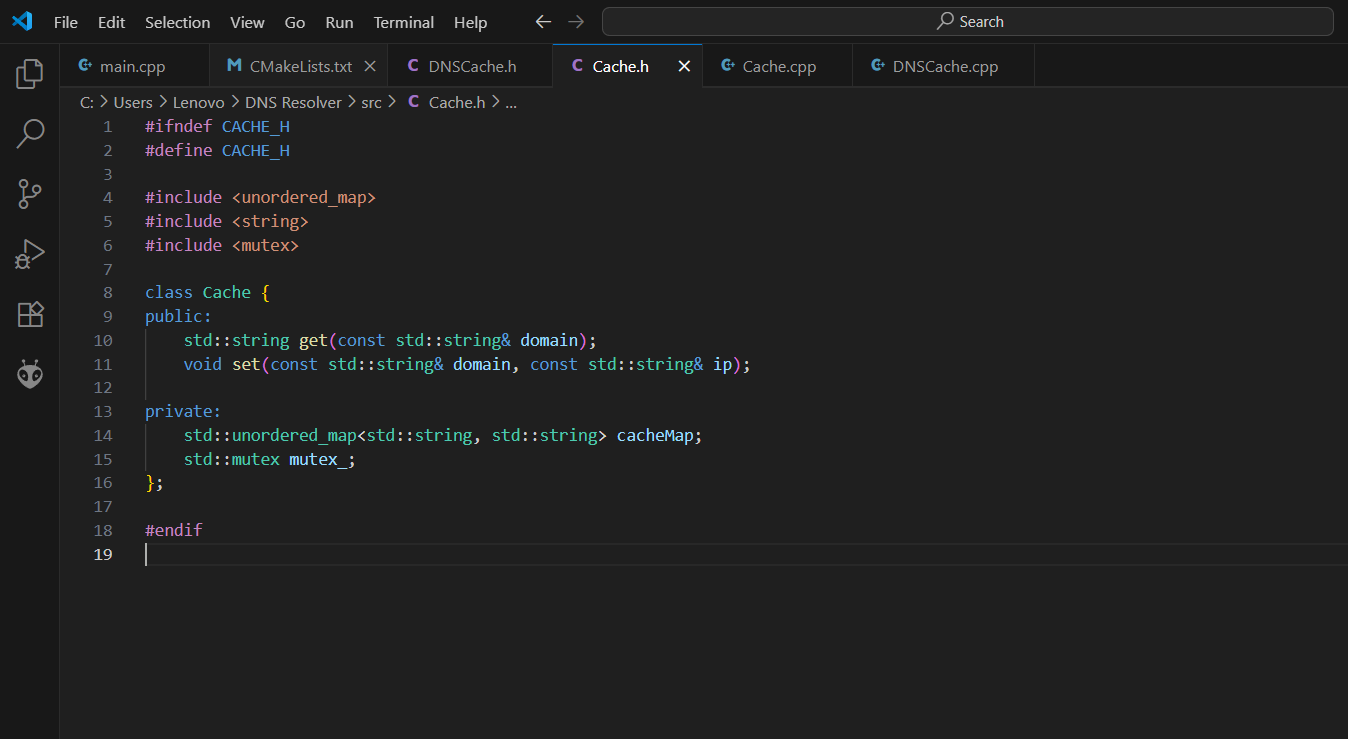 File Edit Selection View Go Run Terminal Help Search
main.cpp M CMakeLists.txt C DNSCache.h C Cache.h C+ Cache.cpp C+ DNSCache.cpp
C: > Users > Lenovo > DNS Resolver > src > C Cache.h > ...
1 #ifndef CACHE_H
2 #define CACHE_H
3
4 #include <unordered_map>
5 #include <string>
6 #include <mutex>
7
8 class Cache {
9 public:
10     std::string get(const std::string& domain);
11     void set(const std::string& domain, const std::string& ip);
12
13 private:
14     std::unordered_map<std::string, std::string> cacheMap;
15     std::mutex mutex_;
16 };
17
18 #endif
19